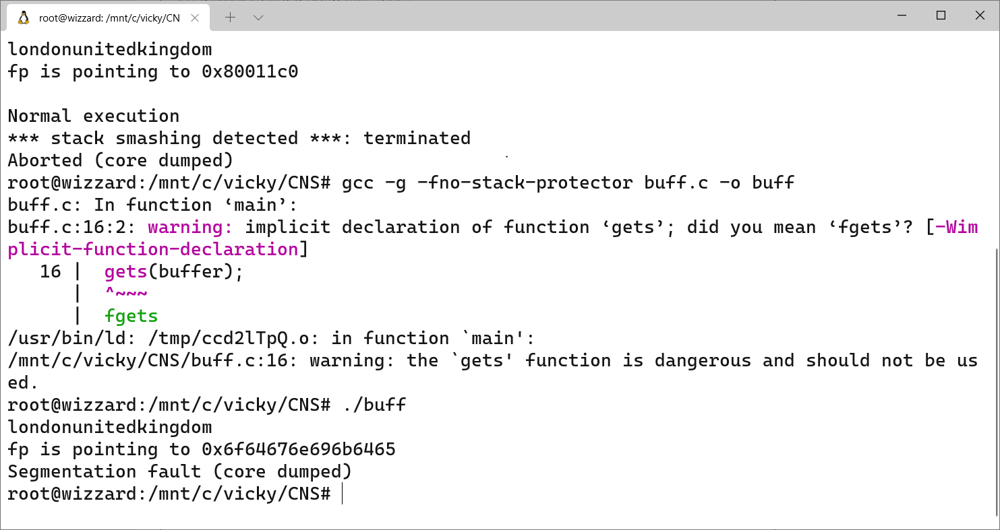 root@wizzard: /mnt/c/vicky/CN
londonunitedkingdom
fp is pointing to 0x80011c0
Normal execution
*** stack smashing detected ***: terminated
Aborted (core dumped)
root@wizzard:/mnt/c/vicky/CNS# gcc -g -fno-stack-protector buff.c -o buff
buff.c: In function ‘main’:
buff.c:16:2: warning: implicit declaration of function ‘gets’; did you mean ‘fgets’? [-Wim
plicit-function-declaration]
   16 |  gets(buffer);
      |  ^~~~
      |  fgets
/usr/bin/ld: /tmp/ccd2lTpQ.o: in function `main':
/mnt/c/vicky/CNS/buff.c:16: warning: the `gets' function is dangerous and should not be us
ed.
root@wizzard:/mnt/c/vicky/CNS# ./buff
londonunitedkingdom
fp is pointing to 0x6f64676e696b6465
Segmentation fault (core dumped)
root@wizzard:/mnt/c/vicky/CNS#